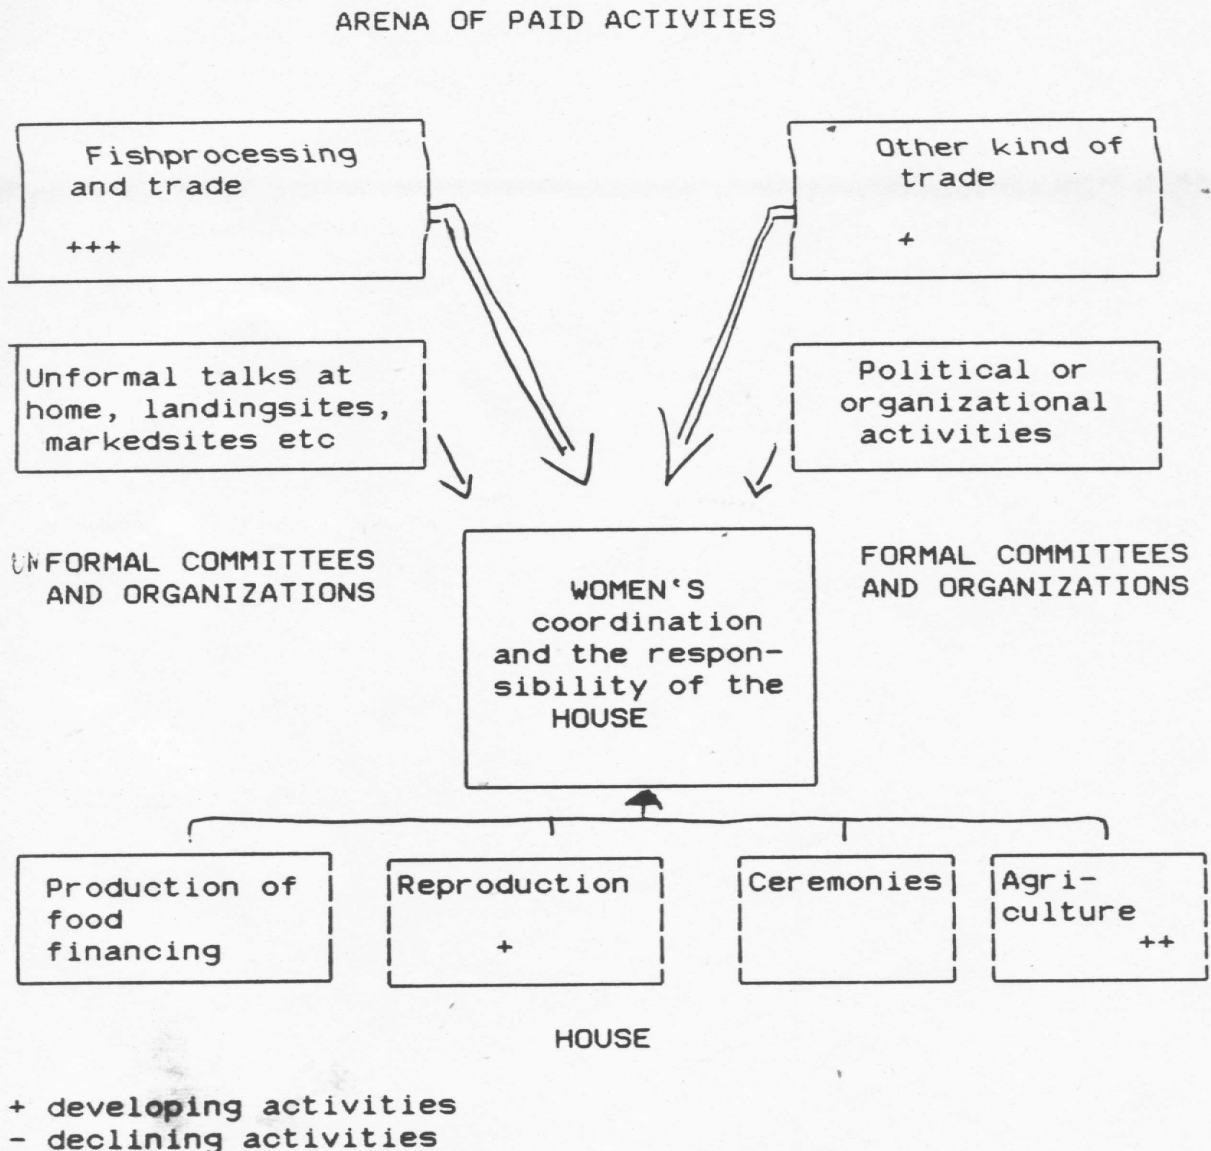 ARENA OF PAID ACTIVIIES
Fishprocessing
and trade
+++
Other kind of
trade
+
Unformal talks at
home, landingsites,
markedsites etc
Political or
organizational
activities
UNFORMAL COMMITTEES
AND ORGANIZATIONS
FORMAL COMMITTEES
AND ORGANIZATIONS
WOMEN'S
coordination
and the respon-
sibility of the
HOUSE
Production of
food
financing
Reproduction
+
Ceremonies
Agri-
culture
++
HOUSE
+ developing activities
- declining activities